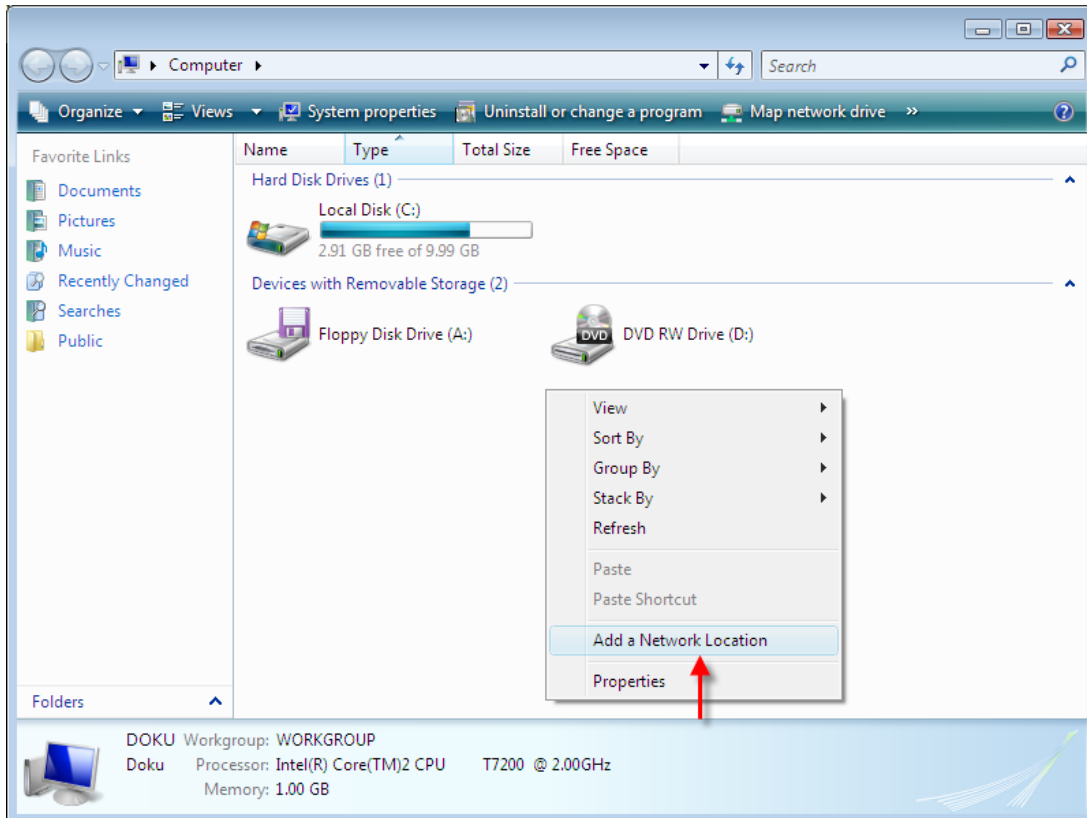 Computer
Search
Organize Views System properties Uninstall or change a program Map network drive »
Favorite Links
Documents
Pictures
Music
Recently Changed
Searches
Public
Folders
Name Type Total Size Free Space
Hard Disk Drives (1)
Local Disk (C:)
2.91 GB free of 9.99 GB
Devices with Removable Storage (2)
Floppy Disk Drive (A:)
DVD
DVD RW Drive (D:)
View
Sort By
Group By
Stack By
Refresh
Paste
Paste Shortcut
Add a Network Location
Properties
DOKU Workgroup: WORKGROUP
Doku Processor: Intel(R) Core(TM)2 CPU T7200 @ 2.00GHz
Memory: 1.00 GB